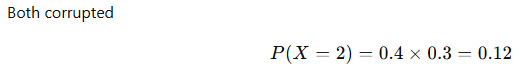 Both corrupted
P(X = 2) = 0.4 × 0.3 = 0.12